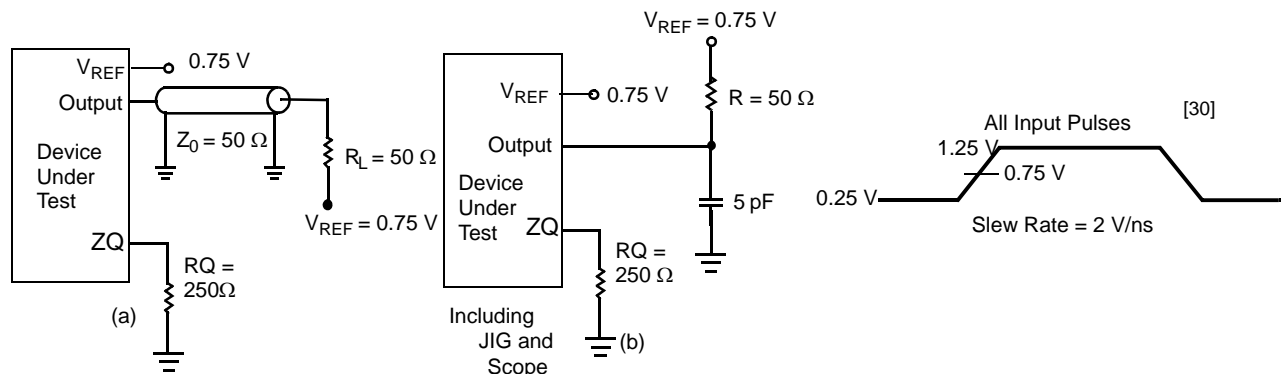 V_REF
0.75 V
Output
Z_0 = 50 Ω
Device
Under
Test
R_L = 50 Ω
V_REF = 0.75 V
ZQ
RQ =
250Ω
(a)
V_REF = 0.75 V
V_REF
0.75 V
R = 50 Ω
Output
Device
Under
Test
5 pF
ZQ
RQ =
250 Ω
Including
JIG and
Scope
(b)
All Input Pulses
[30]
1.25 V
0.75 V
0.25 V
Slew Rate = 2 V/ns